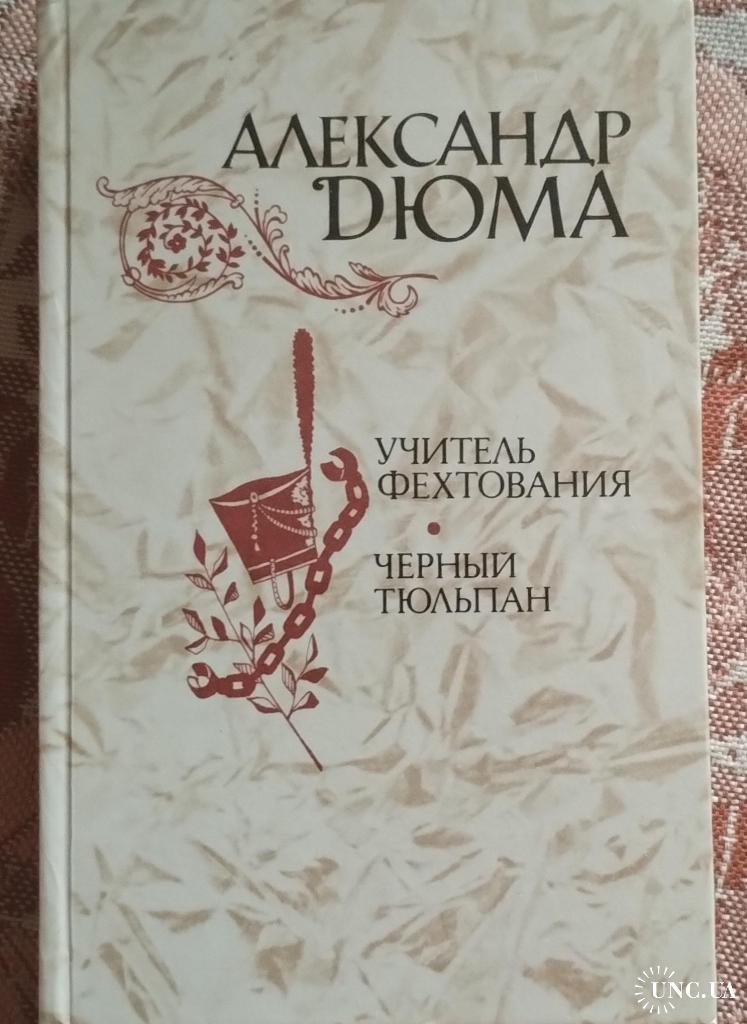 АЛЕКСАНДР
ДЮМА
УЧИТЕЛЬ
ФЕХТОВАНИЯ
•
ЧЕРНЫЙ
ТЮЛЬПАН
UNC.UA